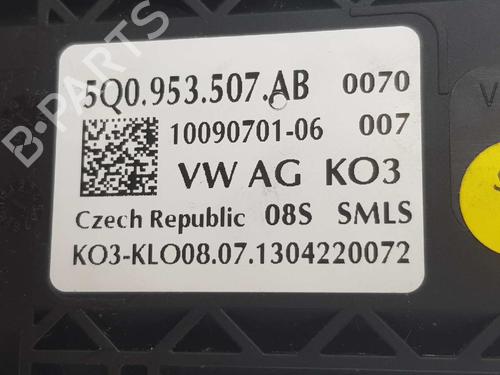 B-PARTS
5Q0.953.507.AB 0070
10090701-06 007
VW AG KO3
Czech Republic 08S SMLS
KO3-KLO08.07.1304220072
V